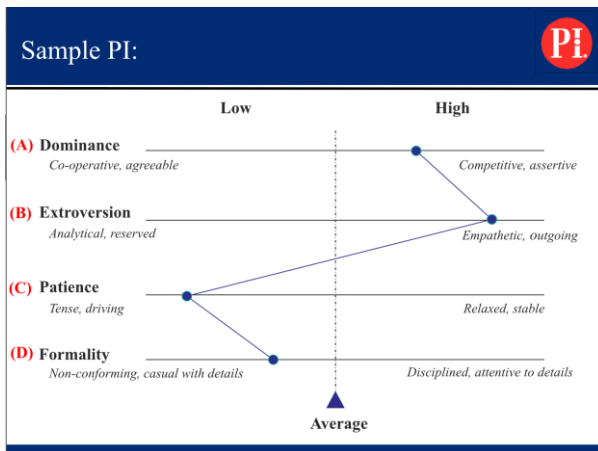 Sample PI:
PI.
Low High
(A) Dominance
Co-operative, agreeable Competitive, assertive
(B) Extroversion
Analytical, reserved Empathetic, outgoing
(C) Patience
Tense, driving Relaxed, stable
(D) Formality
Non-conforming, casual with details Disciplined, attentive to details
Average